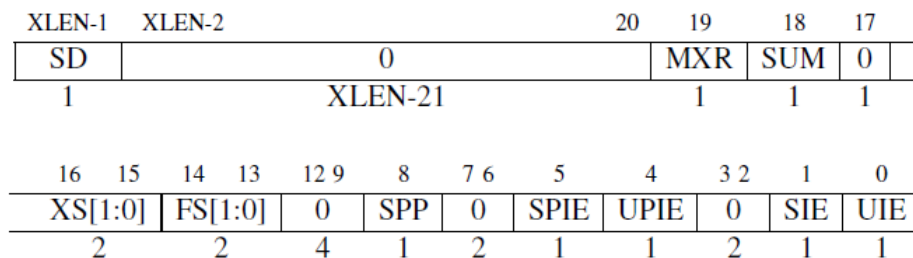 XLEN-1 XLEN-2 20 19 18 17
SD 0 MXR SUM 0
1 XLEN-21 1 1 1
16 15 14 13 12 9 8 7 6 5 4 3 2 1 0
XS[1:0] FS[1:0] 0 SPP 0 SPIE UPIE 0 SIE UIE
2 2 4 1 2 1 1 2 1 1